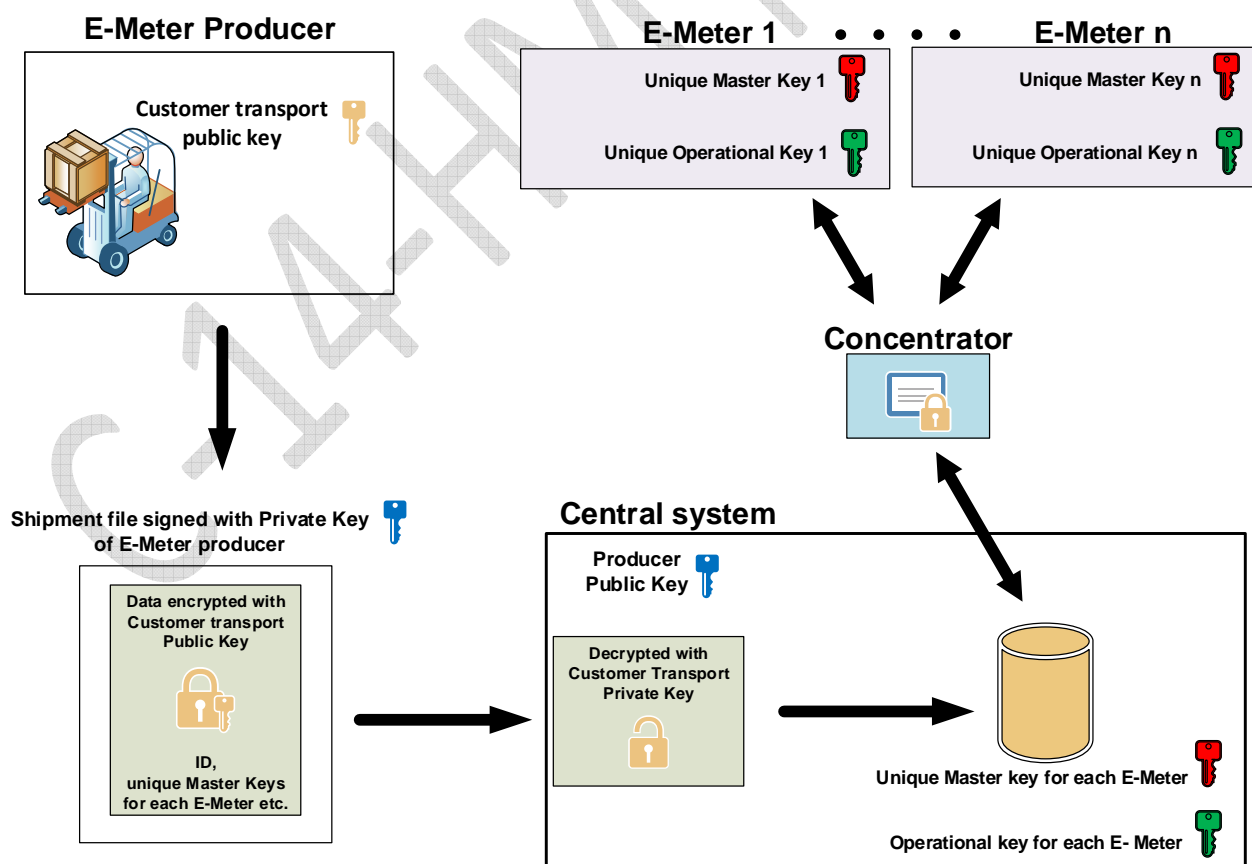 E-Meter Producer
Customer transport
public key
E-Meter 1
E-Meter n
Unique Master Key 1
Unique Operational Key 1
Unique Master Key n
Unique Operational Key n
Concentrator
Shipment file signed with Private Key
of E-Meter producer
Data encrypted with
Customer transport
Public Key
ID,
unique Master Keys
for each E-Meter etc.
Central system
Producer
Public Key
Decrypted with
Customer Transport
Private Key
Unique Master key for each E-Meter
Operational key for each E- Meter